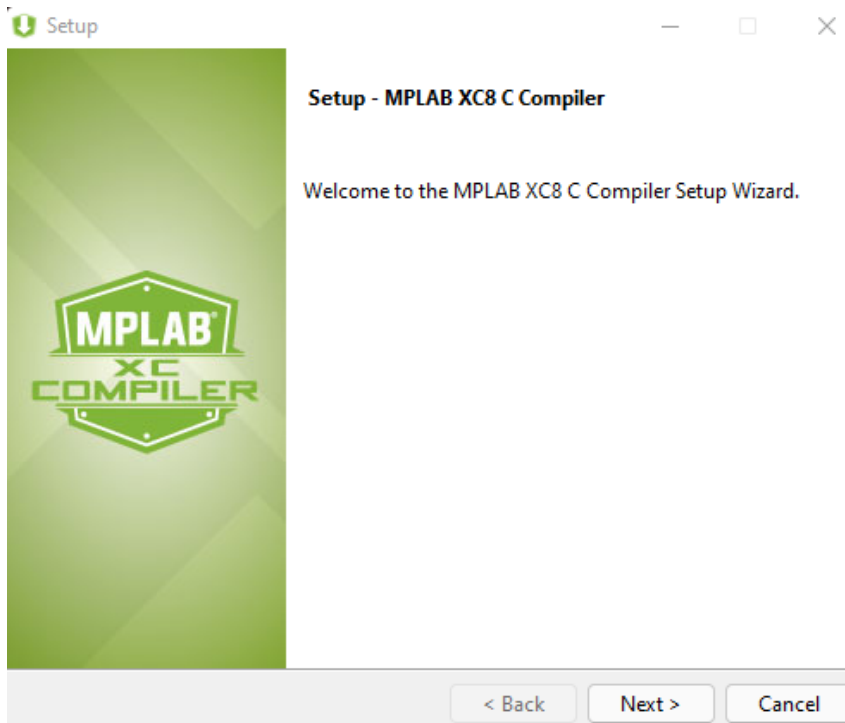 Setup
Setup - MPLAB XC8 C Compiler
Welcome to the MPLAB XC8 C Compiler Setup Wizard.
MPLAB®
XC
COMPILER
< Back
Next >
Cancel